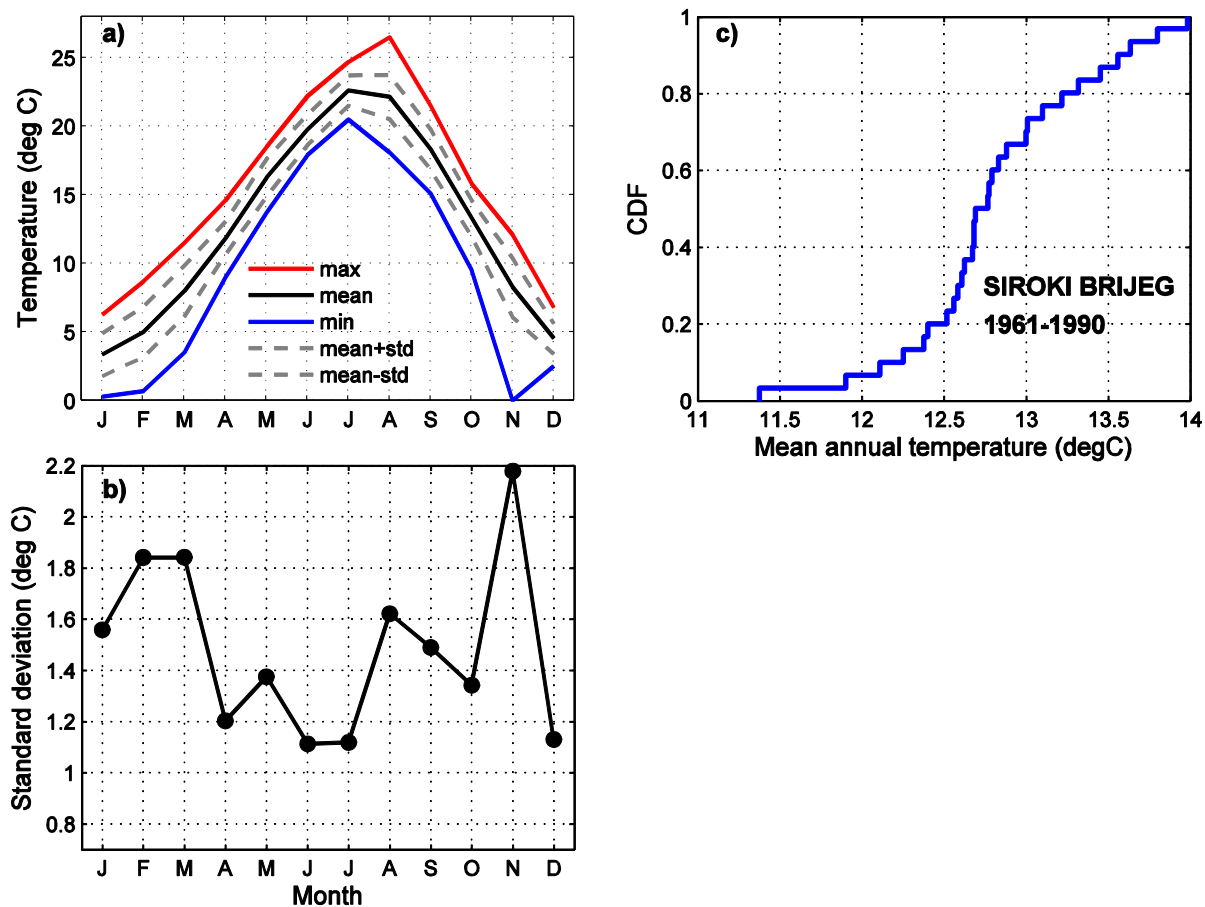 a)
Temperature (deg C)
25
20
15
10
5
0
J F M A M J J A S O N D
max
mean
min
mean+std
mean-std
b)
Standard deviation (deg C)
2.2
2
1.8
1.6
1.4
1.2
1
0.8
J F M A M J J A S O N D
Month
c)
CDF
1
0.8
0.6
0.4
0.2
0
11 11.5 12 12.5 13 13.5 14
Mean annual temperature (degC)
SIROKI BRIJEG
1961-1990